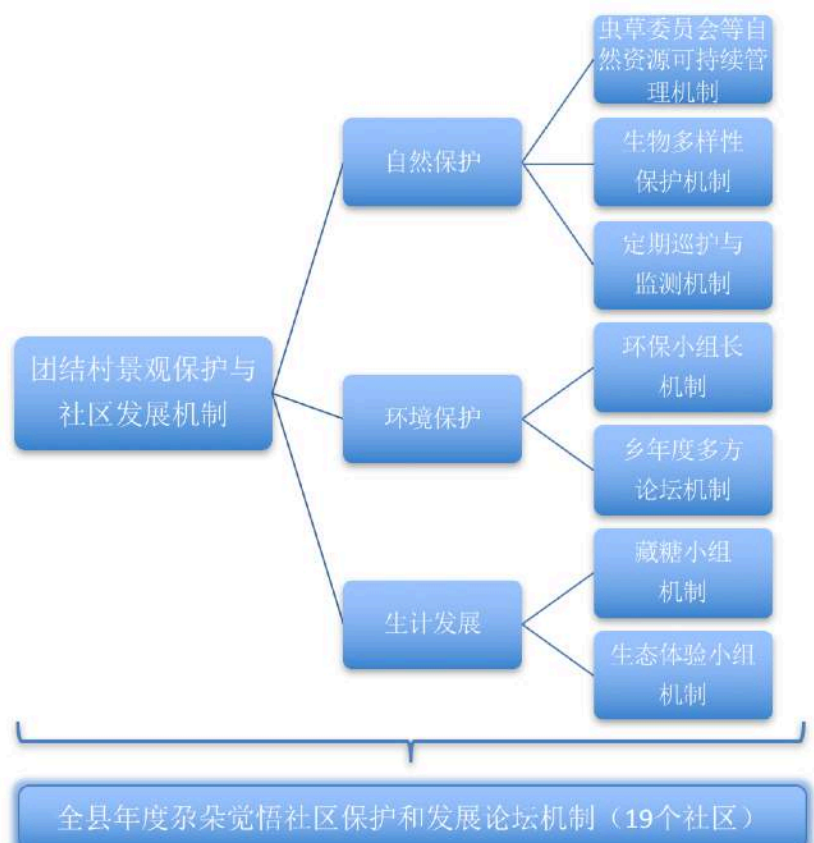 团结村景观保护与
社区发展机制
自然保护
虫草委员会等自
然资源可持续管
理机制
生物多样性
保护机制
定期巡护与
监测机制
环境保护
环保小组长
机制
乡年度多方
论坛机制
生计发展
藏糖小组
机制
生态体验小组
机制
全县年度尕朵觉悟社区保护和发展论坛机制（19个社区）